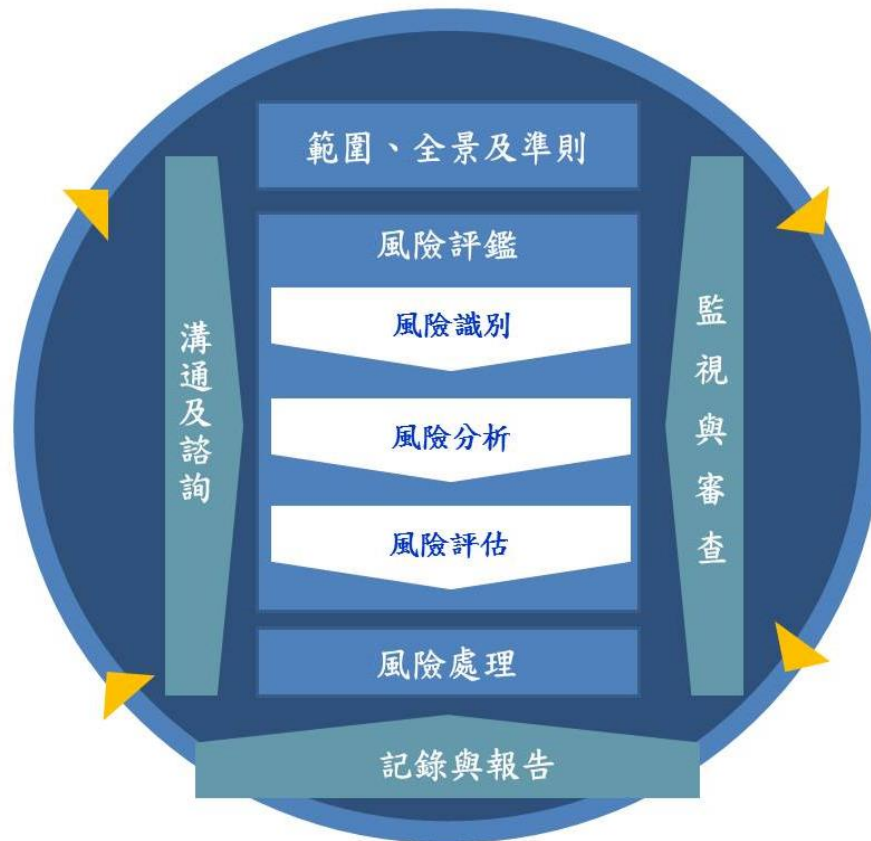 範圍、全景及準則
風險評鑑
風險識別
風險分析
風險評估
風險處理
溝通及諮詢
監視與審查
記錄與報告